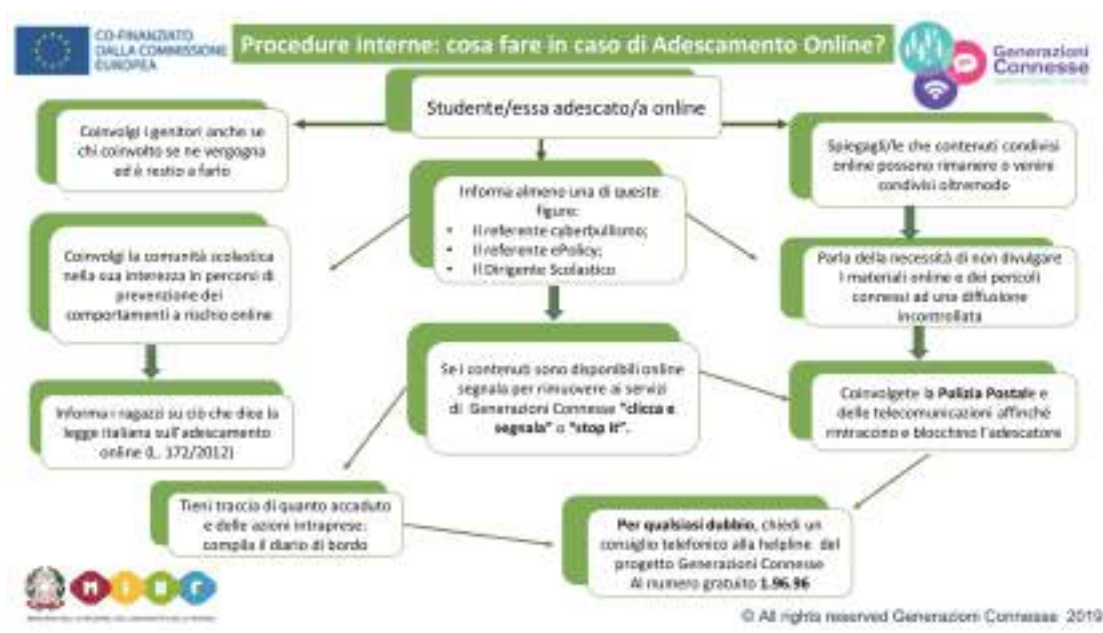 CO-FINANZIATO
DALLA COMMISSIONE
EUROPEA
Procedure interne: cosa fare in caso di Adescamento Online?
Generazioni
Connesse
Studente/essa adescato/a online
Coinvolgi i genitori anche se
chi coinvolto se ne vergogna
ed è restio a farlo
Informa almeno una di queste
figure:
• Il referente cyberbullismo;
• Il referente ePolicy;
• Il Dirigente Scolastico
Spiegagli/le che contenuti condivisi
online possono rimanere o venire
condivisi oltremodo
Coinvolgi la comunità scolastica
nella sua interezza in percorsi di
prevenzione dei
comportamenti a rischio online
Parla della necessità di non divulgare
i materiali online e dei pericoli
connessi ad una diffusione
incontrollata
Se i contenuti sono disponibili online
segnala per rimuovere ai servizi
di Generazioni Connesse "clicca e
segnala" o "stop it".
Informa i ragazzi su ciò che dice la
legge italiana sull'adescamento
online (L. 172/2012)
Coinvolgete la Polizia Postale e
delle telecomunicazioni affinché
rintracono e blocchino l'adescatore
Tieni traccia di quanto accaduto
e delle azioni intraprese:
compila il diario di bordo
Per qualsiasi dubbio, chiedi un
consiglio telefonico alla helpline del
progetto Generazioni Connesse
Al numero gratuito 1.96.96
MIUR
© All rights reserved Generazioni Connesse 2019